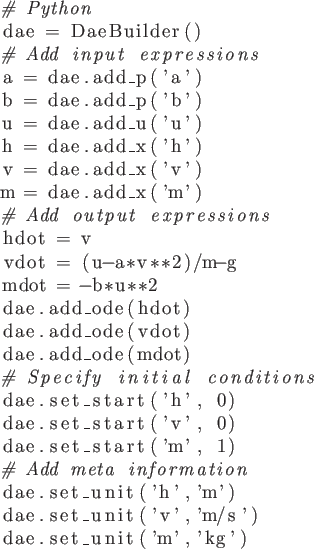 # Python
dae = DaeBuilder()
# Add input expressions
a = dae.add_p('a')
b = dae.add_p('b')
u = dae.add_u('u')
h = dae.add_x('h')
v = dae.add_x('v')
m = dae.add_x('m')
# Add output expressions
hdot = v
vdot = (u-a*v**2)/m-g
mdot = -b*u**2
dae.add_ode(hdot)
dae.add_ode(vdot)
dae.add_ode(mdot)
# Specify initial conditions
dae.set_start('h', 0)
dae.set_start('v', 0)
dae.set_start('m', 1)
# Add meta information
dae.set_unit('h','m')
dae.set_unit('v','m/s')
dae.set_unit('m','kg')